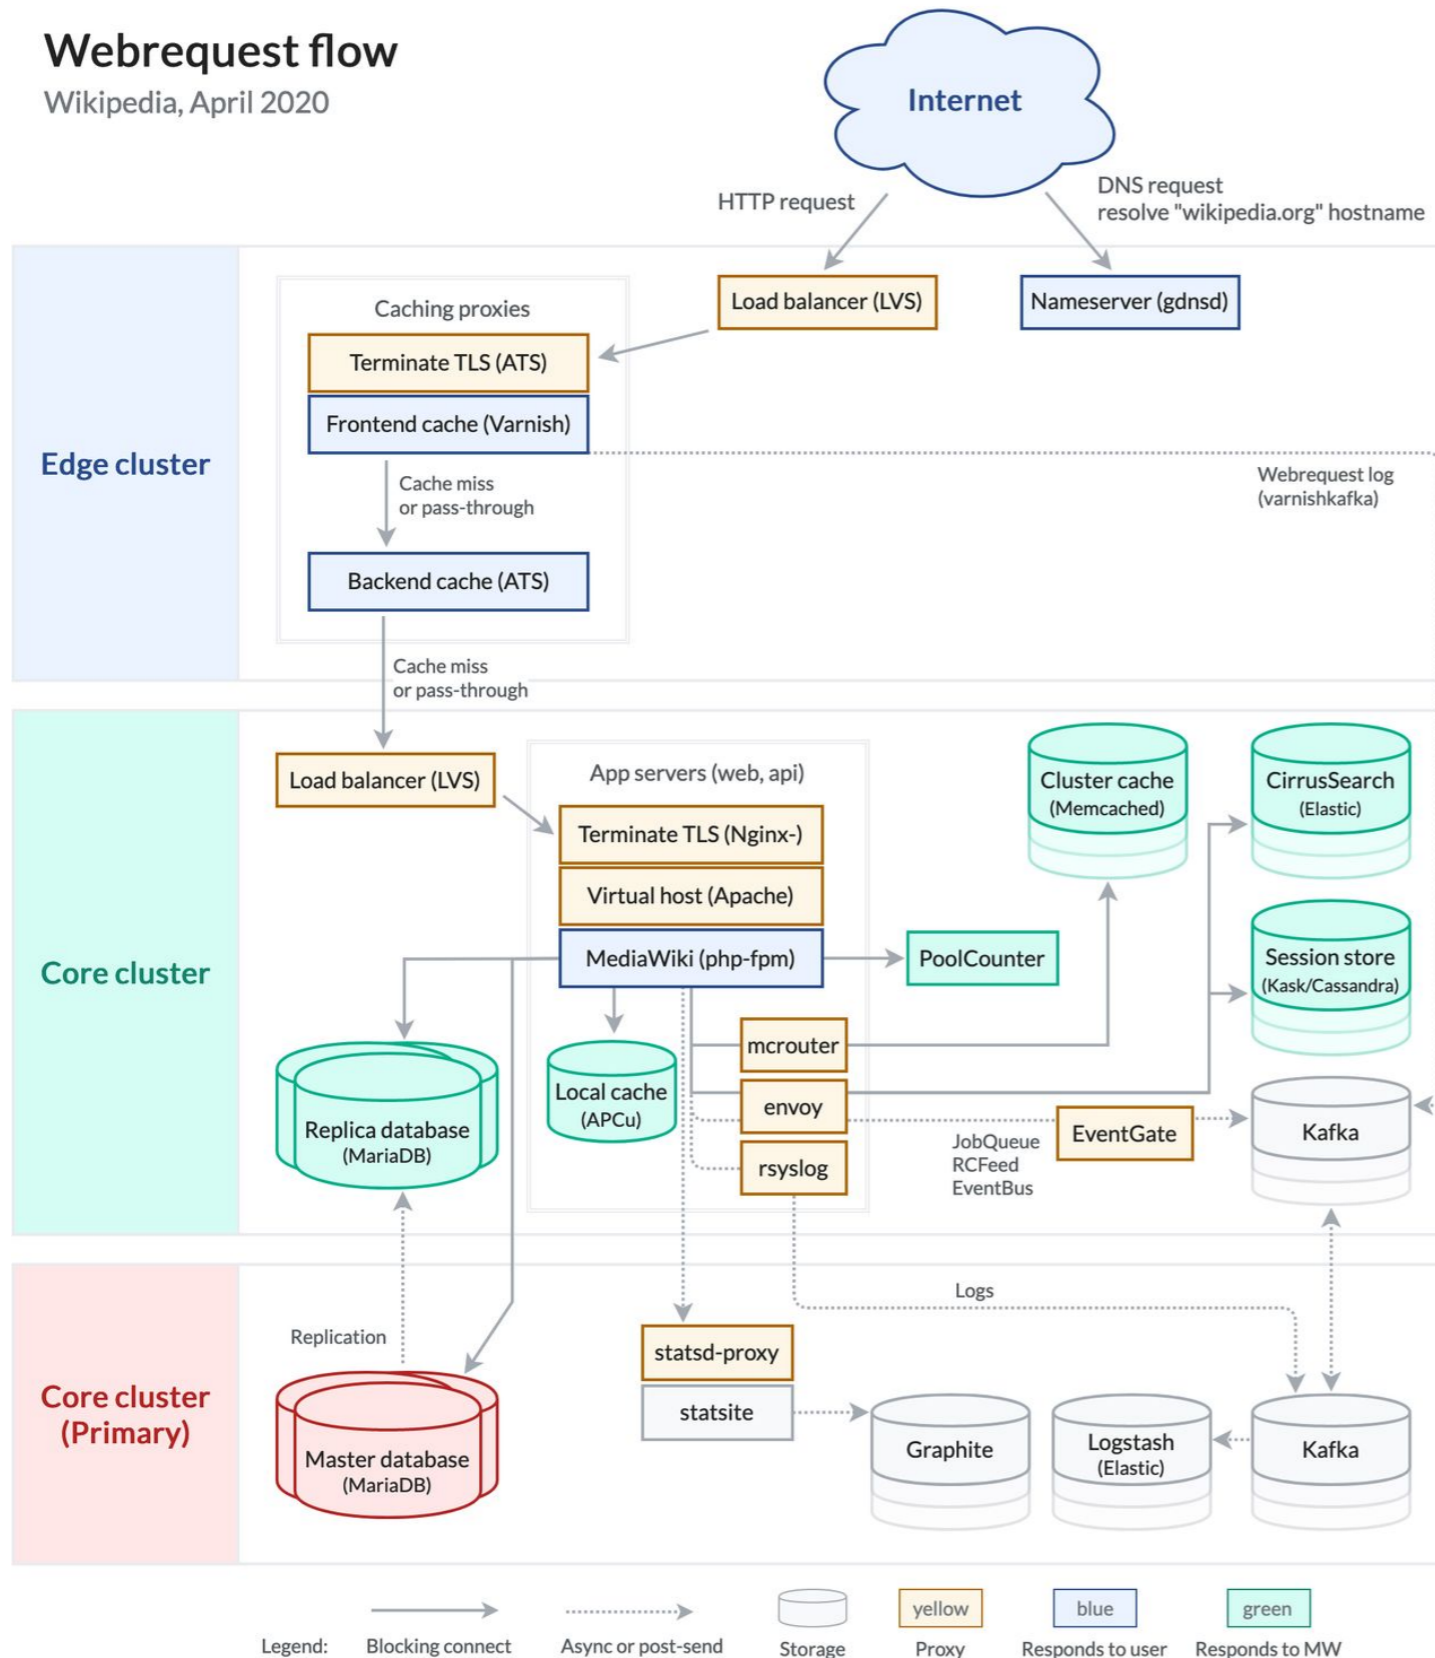 Webrequest flow
Wikipedia, April 2020
Internet
HTTP request
DNS request
resolve "wikipedia.org" hostname
Edge cluster
Load balancer (LVS)
Nameserver (gdnsd)
Caching proxies
Terminate TLS (ATS)
Frontend cache (Varnish)
Cache miss
or pass-through
Webrequest log
(varnishkafka)
Backend cache (ATS)
Cache miss
or pass-through
Core cluster
Load balancer (LVS)
App servers (web, api)
Terminate TLS (Nginx-)
Virtual host (Apache)
MediaWiki (php-fpm)
PoolCounter
Cluster cache
(Memcached)
CirrusSearch
(Elastic)
Session store
(Kask/Cassandra)
mcrouter
envoy
rsyslog
Local cache
(APCu)
Replica database
(MariaDB)
JobQueue
RCFeed
EventBus
EventGate
Kafka
Core cluster
(Primary)
Replication
Logs
Master database
(MariaDB)
statsd-proxy
statsite
Graphite
Logstash
(Elastic)
Kafka
Legend:
Blocking connect
Async or post-send
Storage
yellow
Proxy
blue
Responds to user
green
Responds to MW